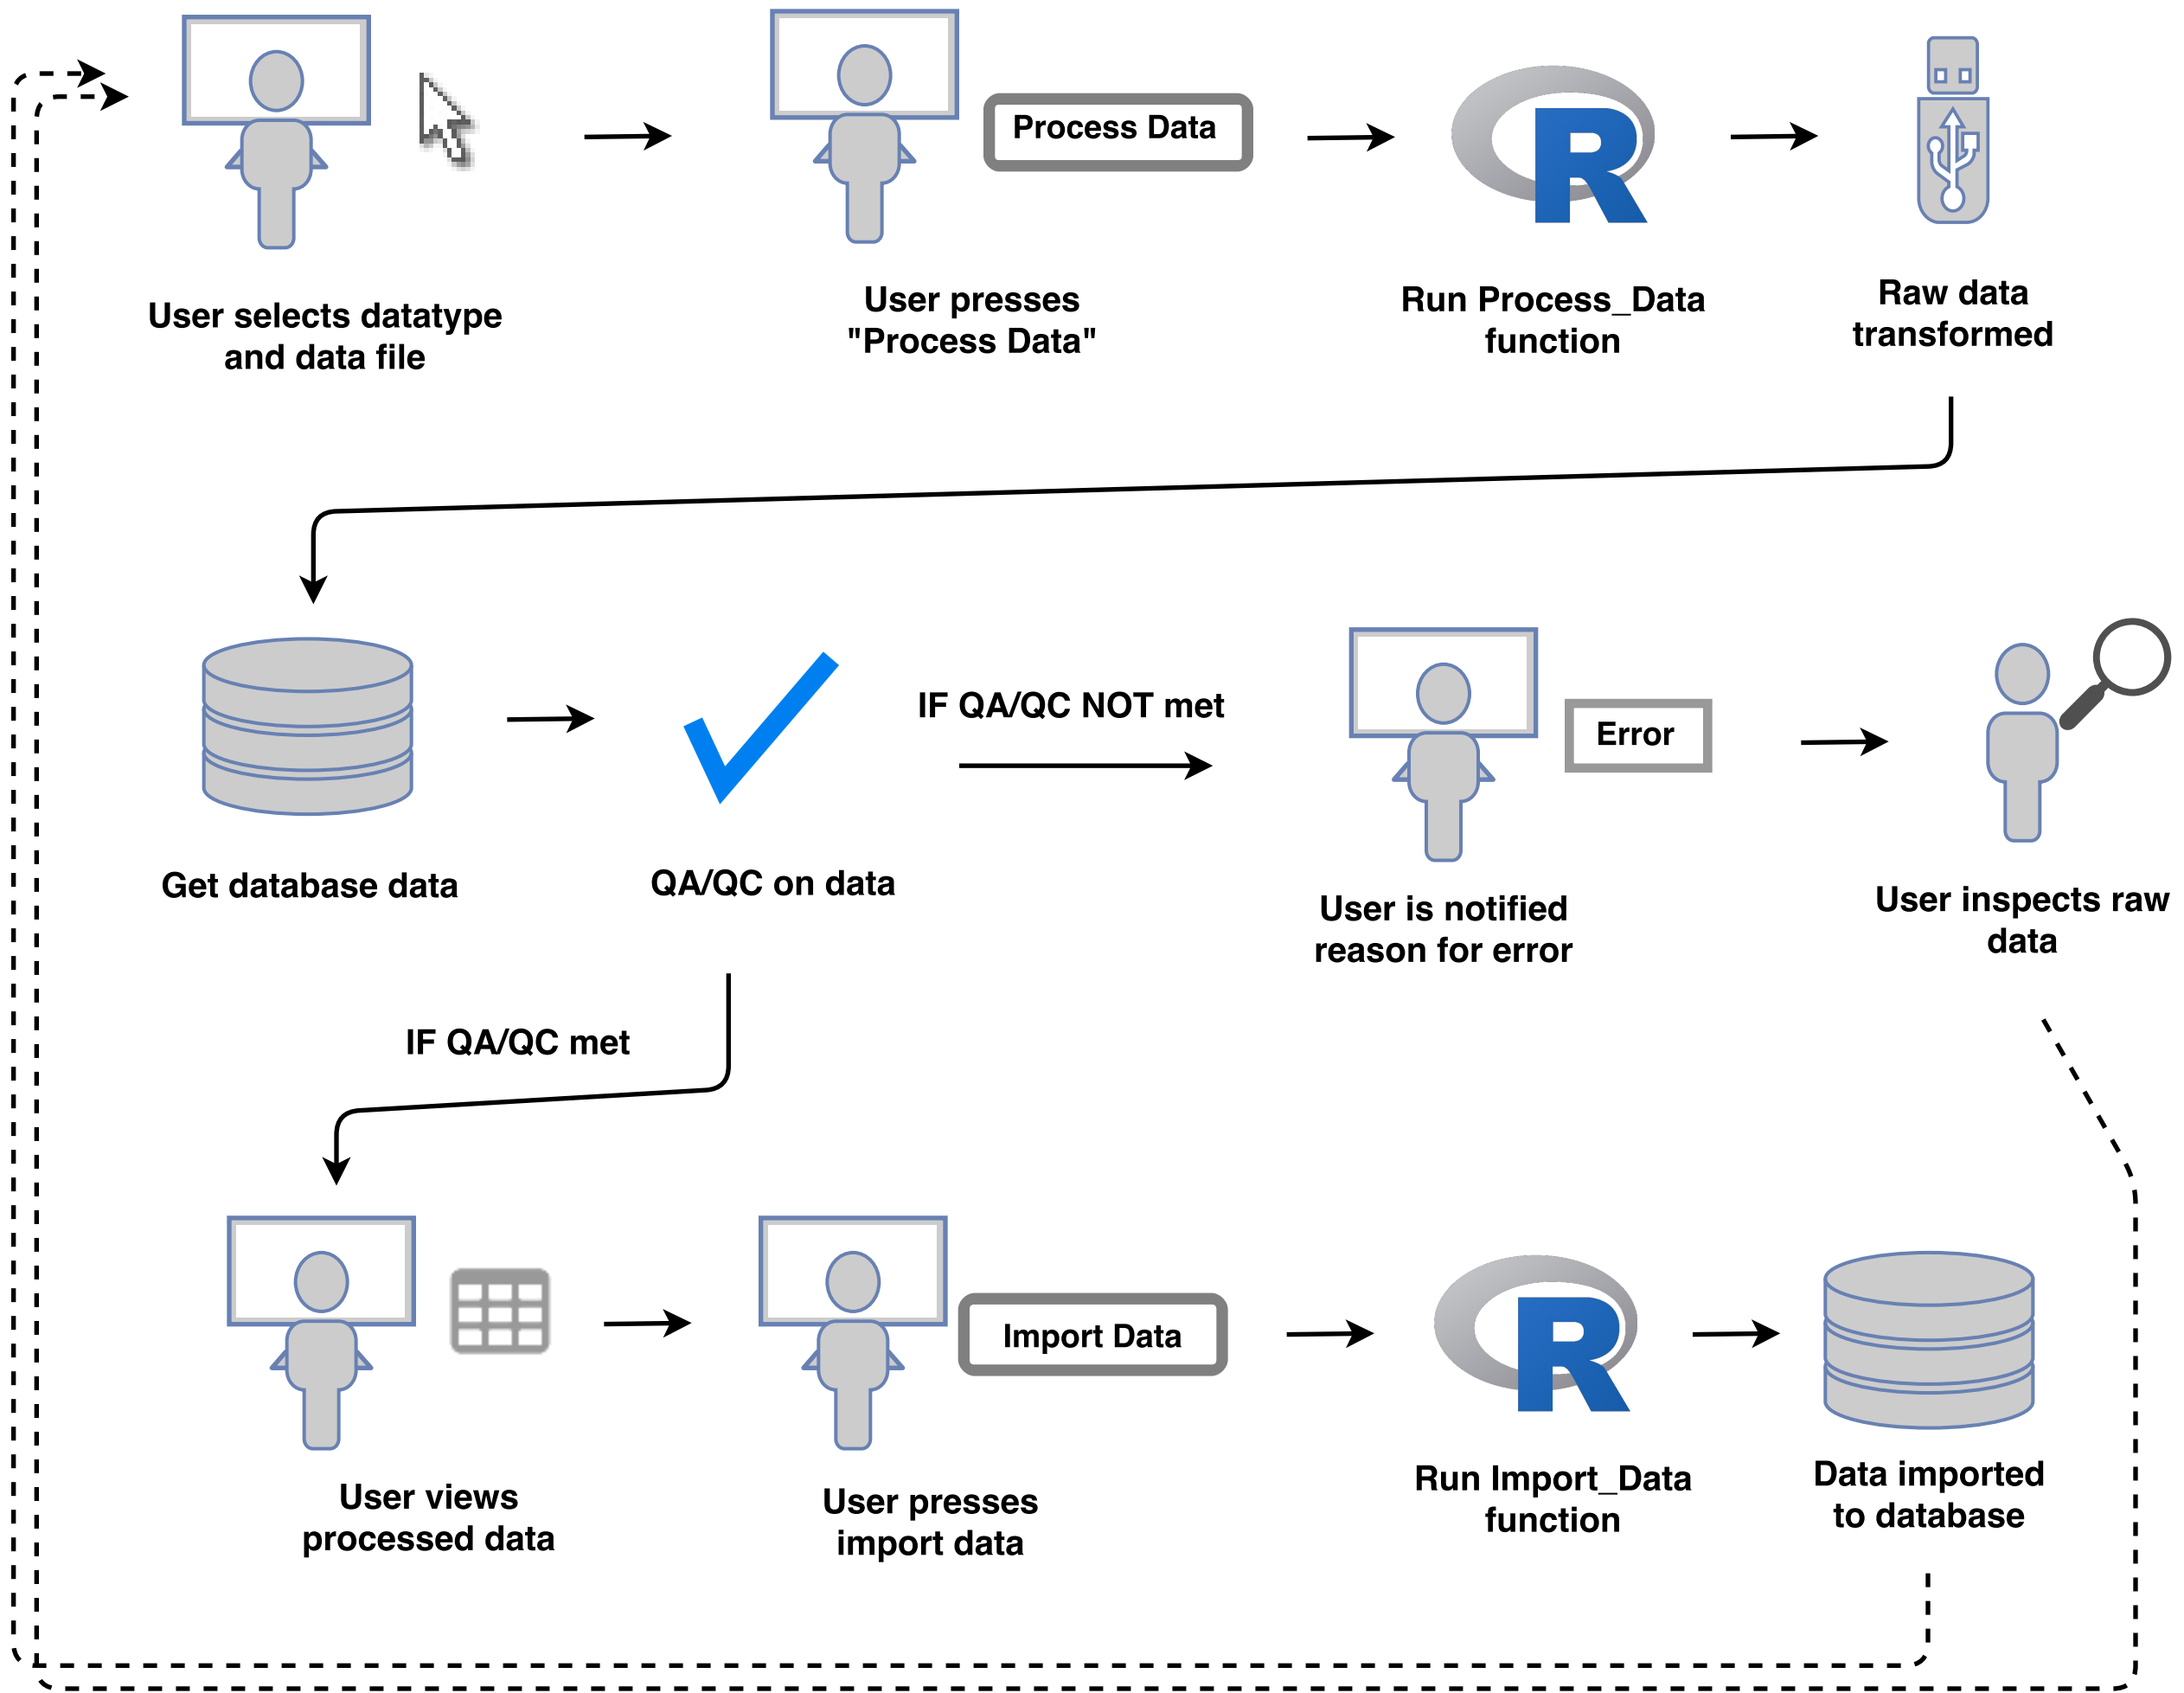 Process Data
User selects datatype
and data file
User presses
"Process Data"
Run Process_Data
function
Raw data
transformed
IF QA/QC NOT met
Error
Get database data
QA/QC on data
User is notified
reason for error
User inspects raw
data
IF QA/QC met
Import Data
User views
processed data
User presses
import data
Run Import_Data
function
Data imported
to database